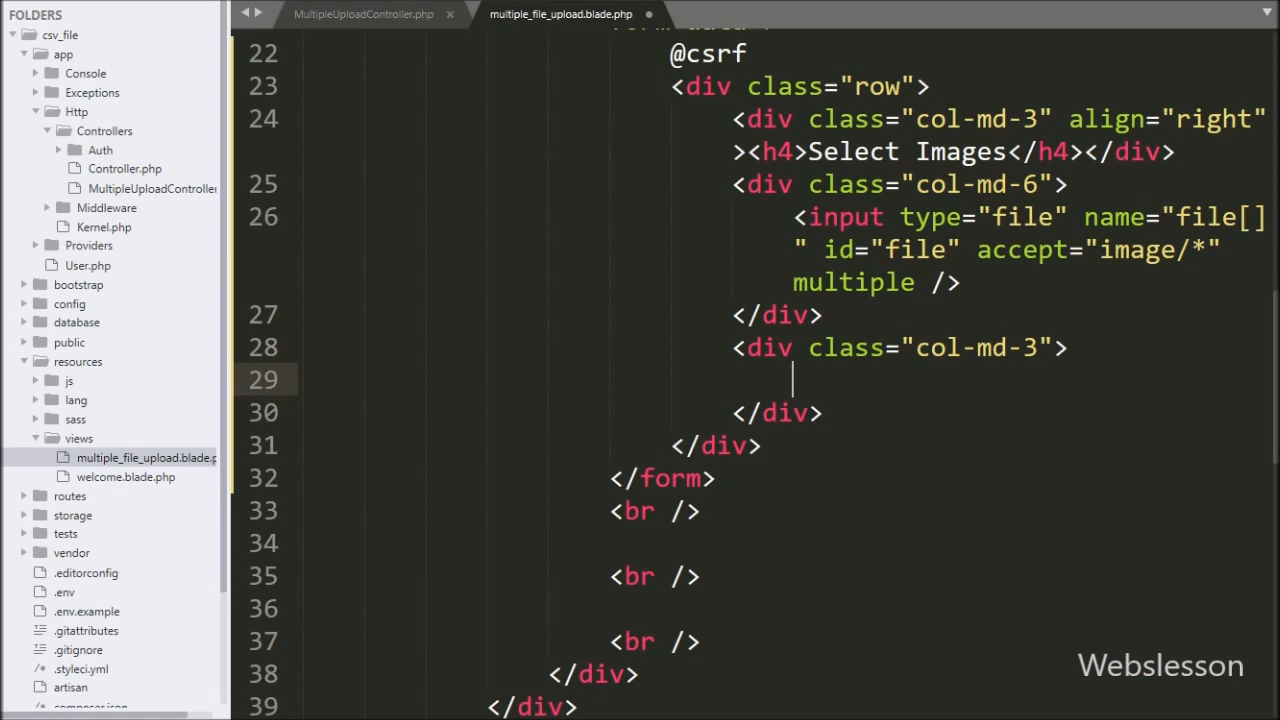 FOLDERS
csv_file
app
Console
Exceptions
Http
Controllers
Auth
Controller.php
MultipleUploadController
Middleware
Kernel.php
Providers
User.php
bootstrap
config
database
public
resources
js
lang
sass
views
multiple_file_upload.blade.p
welcome.blade.php
routes
storage
tests
vendor
.editorconfig
.env
.env.example
.gitattributes
.gitignore
.styleci.yml
artisan
composer.json
MultipleUploadController.php
multiple_file_upload.blade.php
22 @csrf
23 <div class="row">
24 <div class="col-md-3" align="right"
><h4>Select Images</h4></div>
25 <div class="col-md-6">
26 <input type="file" name="file[]
" id="file" accept="image/*"
multiple />
27 </div>
28 <div class="col-md-3">
29
30 </div>
31 </div>
32 </form>
33 <br />
34
35 <br />
36
37 <br />
38 </div>
39 </div>
Webslesson